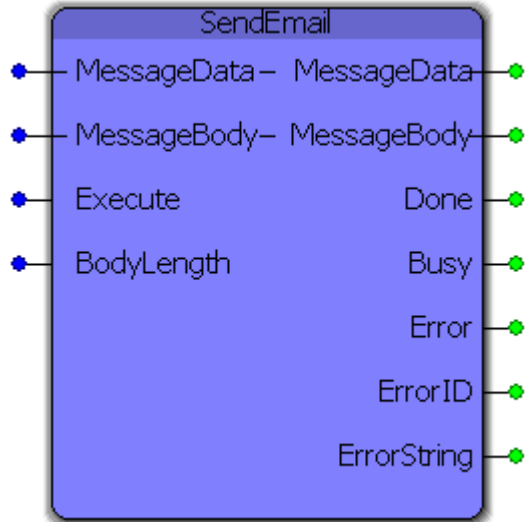 SendEmail
MessageData – MessageData
MessageBody – MessageBody
Execute Done
BodyLength Busy
Error
ErrorID
ErrorString